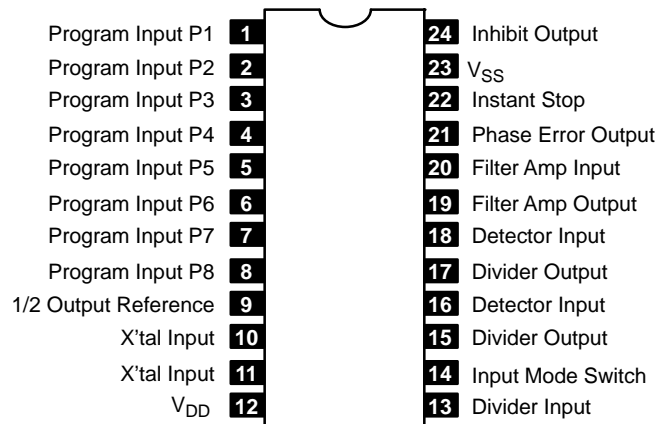 Program Input P1 1 24 Inhibit Output
Program Input P2 2 23 VSS
Program Input P3 3 22 Instant Stop
Program Input P4 4 21 Phase Error Output
Program Input P5 5 20 Filter Amp Input
Program Input P6 6 19 Filter Amp Output
Program Input P7 7 18 Detector Input
Program Input P8 8 17 Divider Output
1/2 Output Reference 9 16 Detector Input
X'tal Input 10 15 Divider Output
X'tal Input 11 14 Input Mode Switch
VDD 12 13 Divider Input